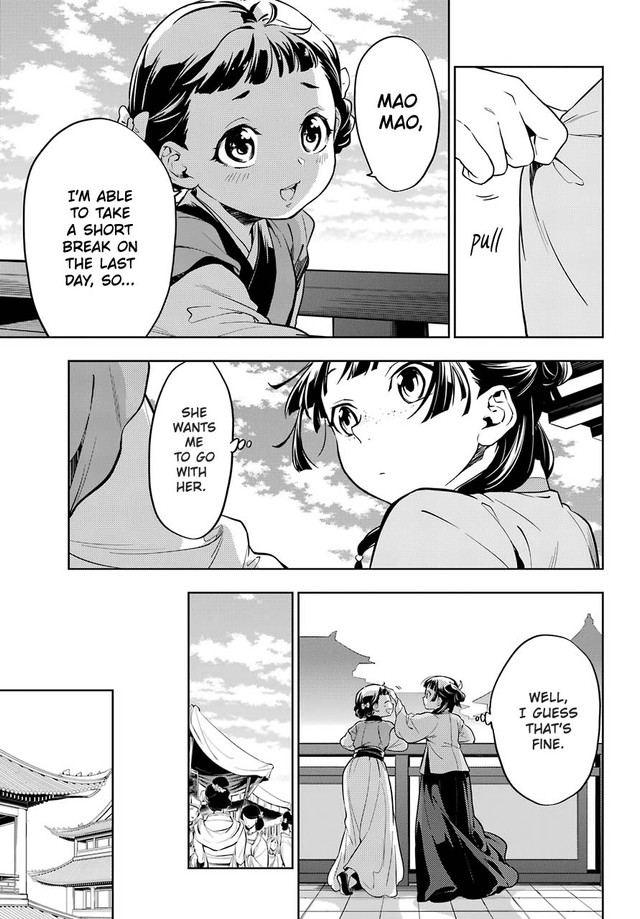 pull
MAO
MAO,
I'M ABLE
TO TAKE
A SHORT
BREAK ON
THE LAST
DAY, SO...
SHE
WANTS
ME
TO GO
WITH
HER.
WELL,
I GUESS
THAT'S
FINE.